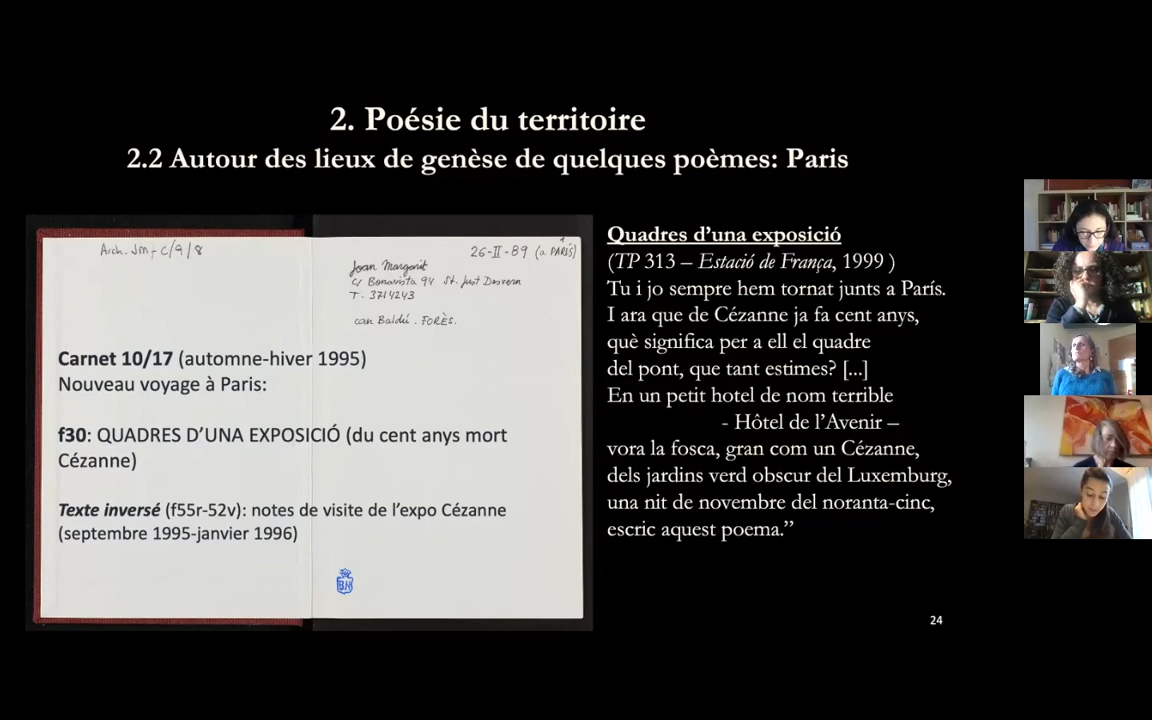 2. Poésie du territoire
2.2 Autour des lieux de genèse de quelques poèmes: Paris
Arch. Jm-C/9/8
26-II-89 (a PARÍS)
Joan Margarit
c/ Bonavista 94 St. Just Desvern
T. 3714243
can Baldú. FORÈS.
Carnet 10/17 (automne-hiver 1995)
Nouveau voyage à Paris:
f30: QUADRES D'UNA EXPOSICIÓ (du cent anys mort
Cézanne)
Texte inversé (f55r-52v): notes de visite de l'expo Cézanne
(septembre 1995-janvier 1996)
BN
Quadres d'una exposició
(TP 313 – Estació de França, 1999 )
Tu i jo sempre hem tornat junts a París.
I ara que de Cézanne ja fa cent anys,
què significa per a ell el quadre
del pont, que tant estimes? [...]
En un petit hotel de nom terrible
- Hôtel de l'Avenir –
vora la fosca, gran com un Cézanne,
dels jardins verd obscur del Luxemburg,
una nit de novembre del noranta-cinc,
escric aquest poema.”
24